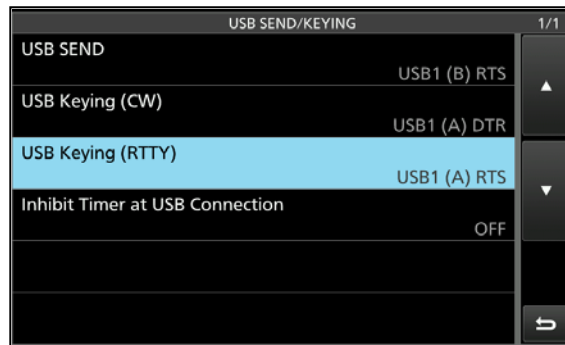 USB SEND/KEYING 1/1
USB SEND
USB1 (B) RTS
USB Keying (CW)
USB1 (A) DTR
USB Keying (RTTY)
USB1 (A) RTS
Inhibit Timer at USB Connection
OFF